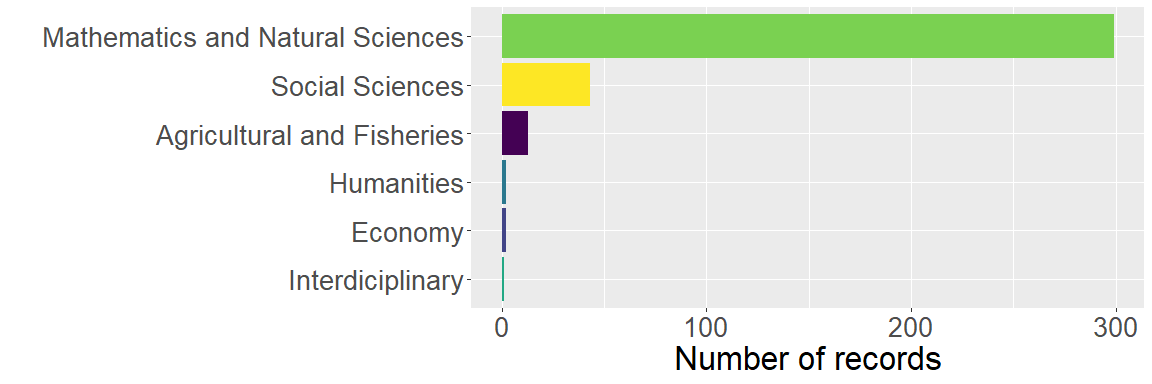 Mathematics and Natural Sciences
Social Sciences
Agricultural and Fisheries
Humanities
Economy
Interdiciplinary
0 100 200 300
Number of records